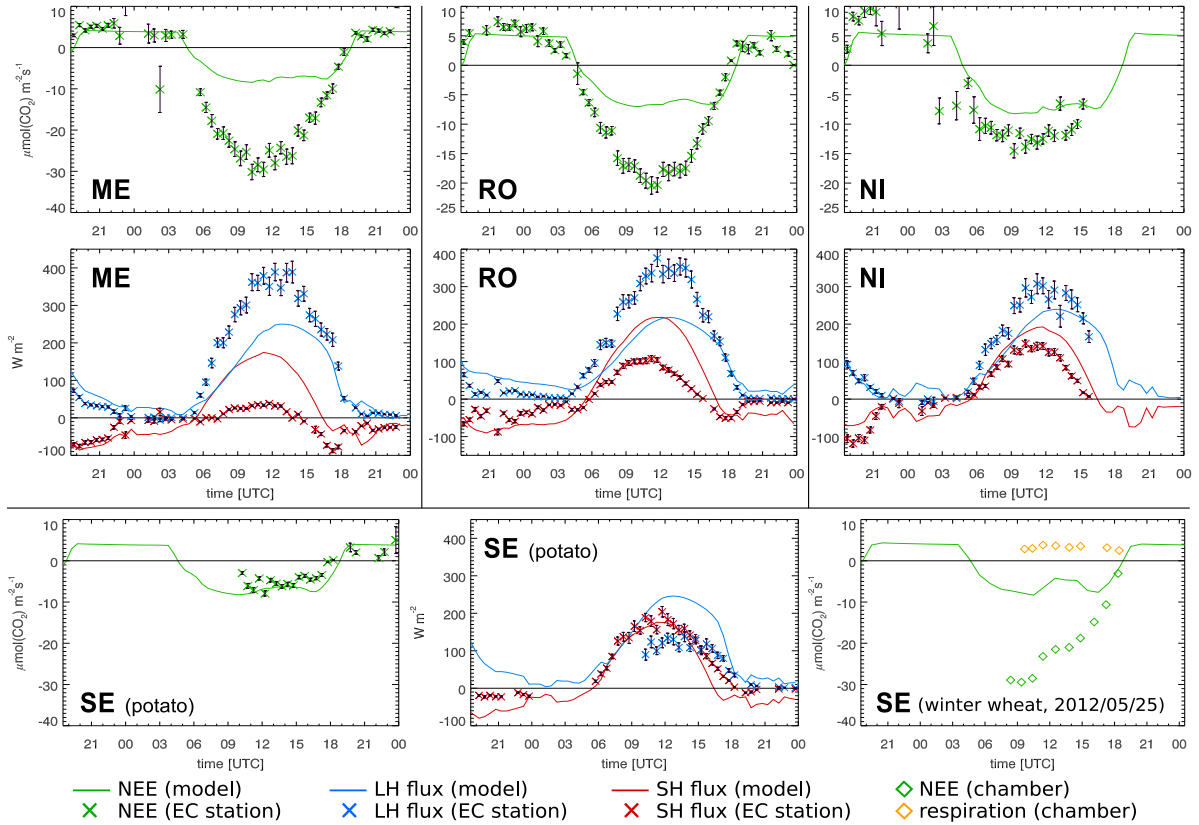 0
-10
-20
-30
-40
μmol(CO₂) m⁻²s⁻¹
ME
21 00 03 06 09 12 15 18 21 00
10
5
0
-5
-10
-15
-20
-25
RO
21 00 03 06 09 12 15 18 21 00
10
5
0
-5
-10
-15
-20
-25
NI
21 00 03 06 09 12 15 18 21 00
400
300
200
100
0
-100
W m⁻²
ME
21 00 03 06 09 12 15 18 21 00
time [UTC]
400
300
200
100
0
-100
RO
21 00 03 06 09 12 15 18 21 00
time [UTC]
400
300
200
100
0
-100
NI
21 00 03 06 09 12 15 18 21 00
time [UTC]
10
0
-10
-20
-30
-40
μmol(CO₂) m⁻²s⁻¹
SE (potato)
21 00 03 06 09 12 15 18 21 00
time [UTC]
400
300
200
100
0
-100
W m⁻²
SE (potato)
21 00 03 06 09 12 15 18 21 00
time [UTC]
10
0
-10
-20
-30
-40
μmol(CO₂) m⁻²s⁻¹
SE (winter wheat, 2012/05/25)
21 00 03 06 09 12 15 18 21 00
time [UTC]
NEE (model) LH flux (model) SH flux (model) NEE (chamber)
NEE (EC station) LH flux (EC station) SH flux (EC station) respiration (chamber)